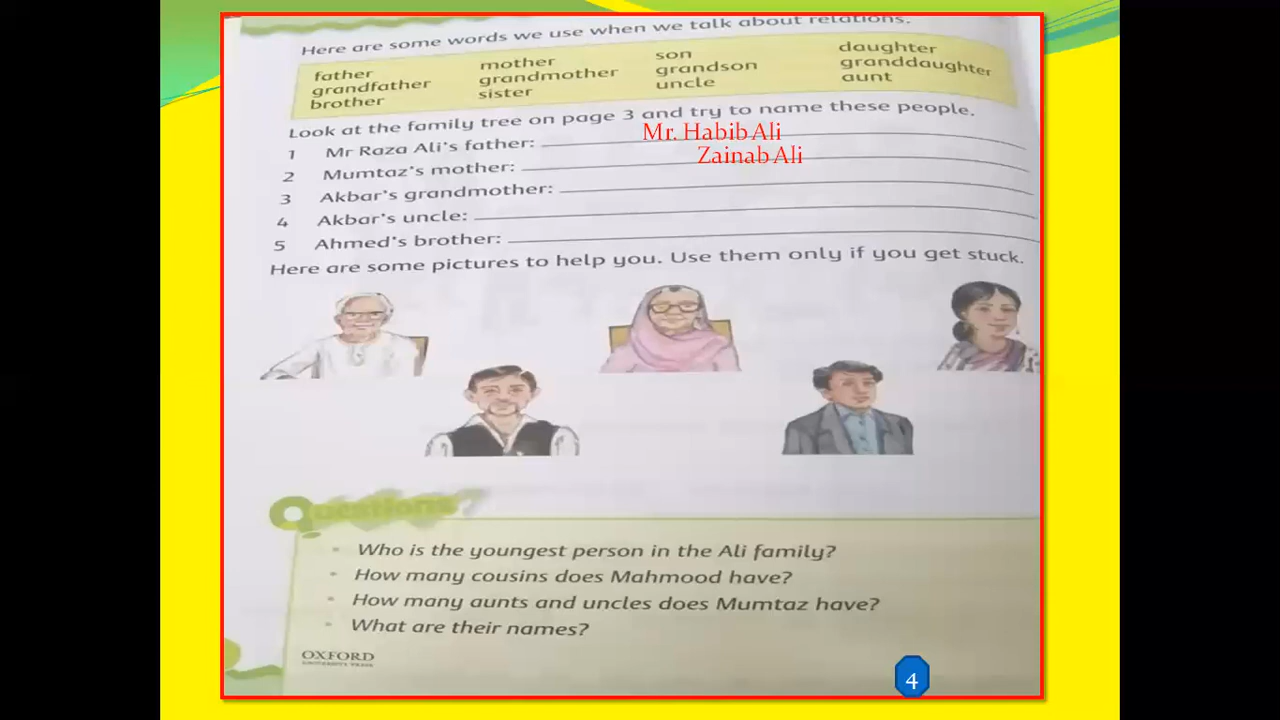 Here are some words we use when we talk about relations.
father mother son daughter
grandfather grandmother grandson granddaughter
brother sister uncle aunt
Look at the family tree on page 3 and try to name these people.
1 Mr Raza Ali's father: Mr. Habib Ali
2 Mumtaz's mother: Zainab Ali
3 Akbar's grandmother:
4 Akbar's uncle:
5 Ahmed's brother:
Here are some pictures to help you. Use them only if you get stuck.
Questions
• Who is the youngest person in the Ali family?
• How many cousins does Mahmood have?
• How many aunts and uncles does Mumtaz have?
• What are their names?
OXFORD
UNIVERSITY PRESS
4